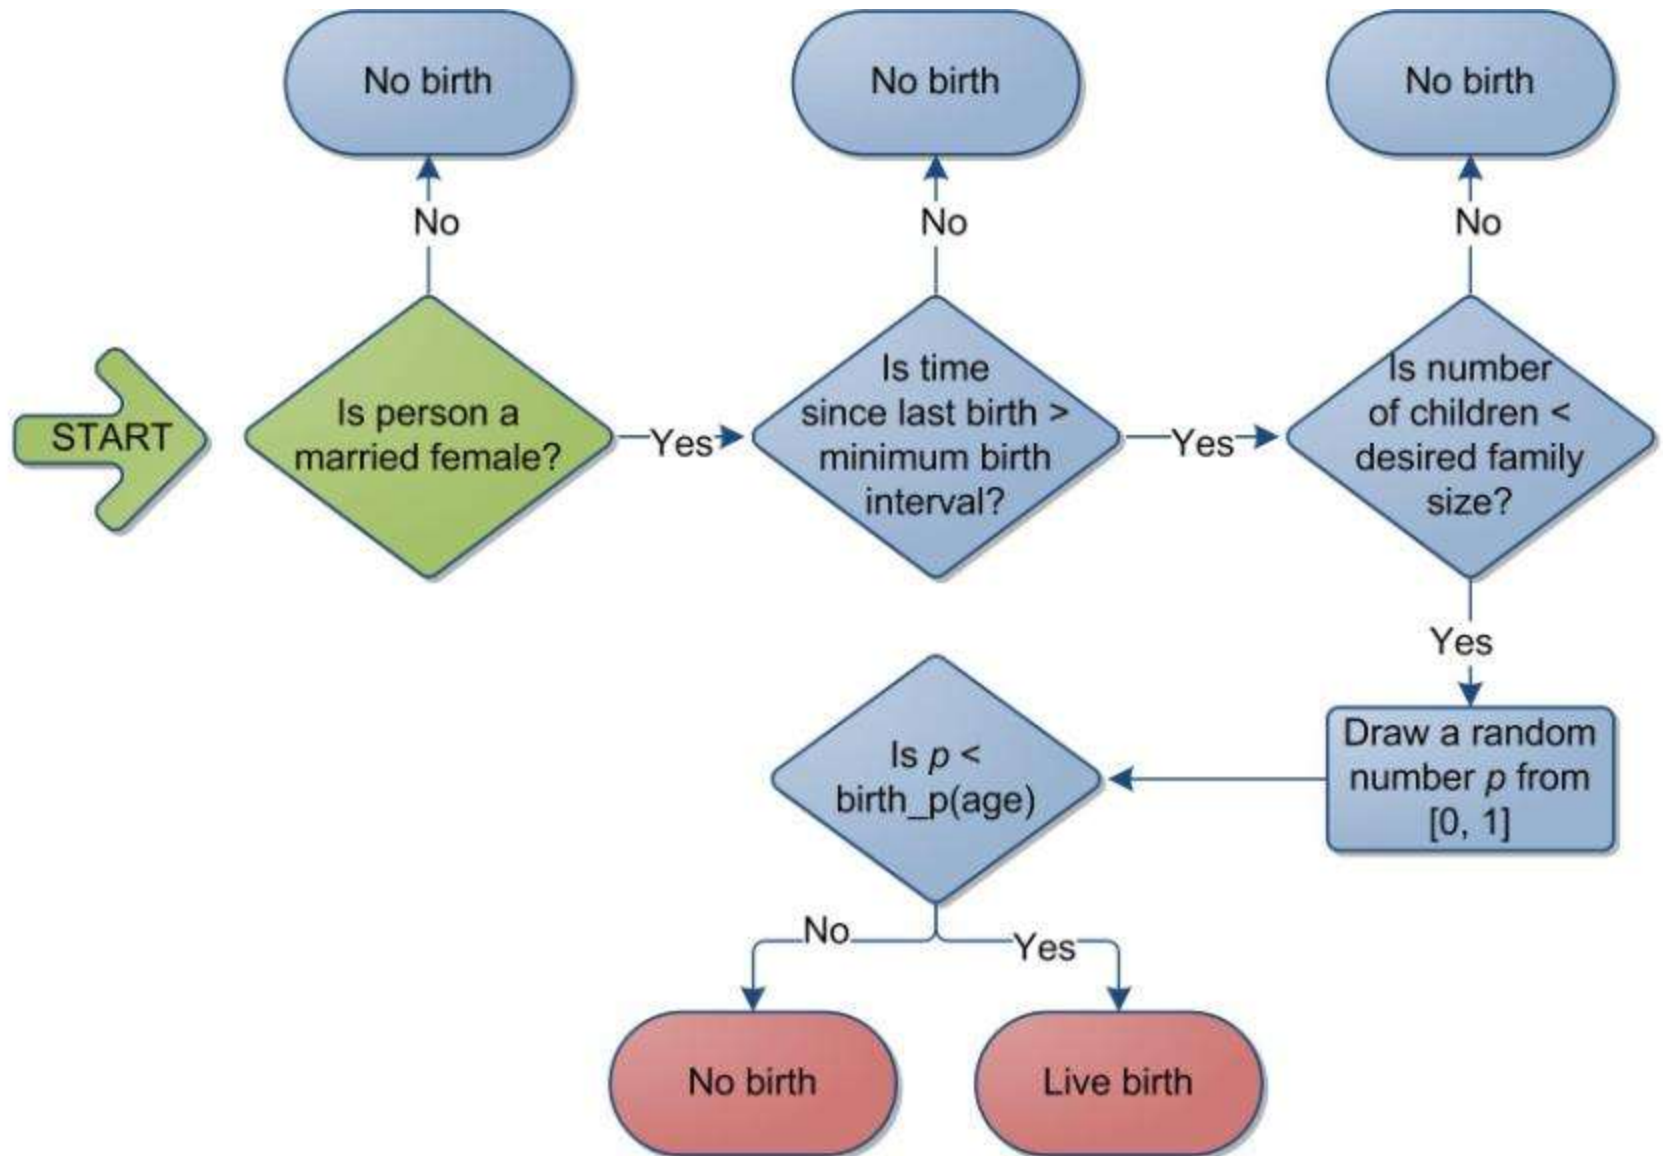 No birth
No birth
No birth
No
No
No
START
Is person a
married female?
Yes
Is time
since last birth >
minimum birth
interval?
Yes
Is number
of children <
desired family
size?
Yes
Draw a random
number p from
[0, 1]
Is p <
birth_p(age)
No
Yes
No birth
Live birth